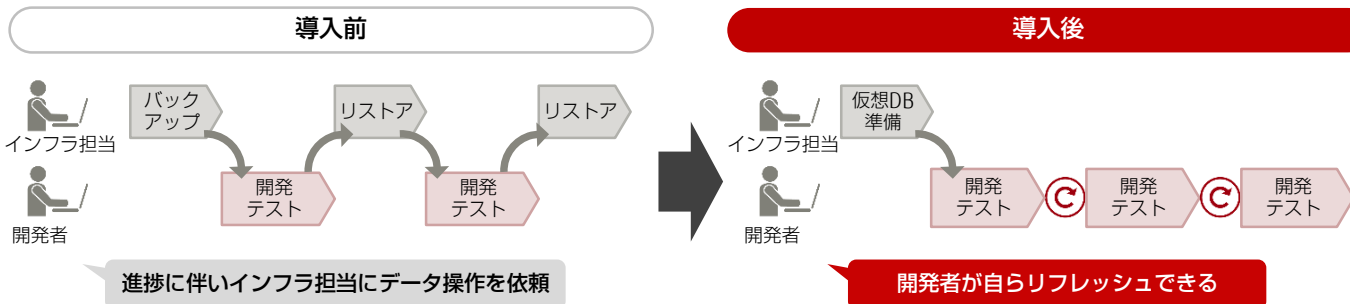 導入前
バック
アップ
リストア
リストア
インフラ担当
開発
テスト
開発
テスト
開発者
進捗に伴いインフラ担当にデータ操作を依頼
導入後
仮想DB
準備
インフラ担当
開発
テスト
開発
テスト
開発
テスト
開発者
開発者が自らリフレッシュできる